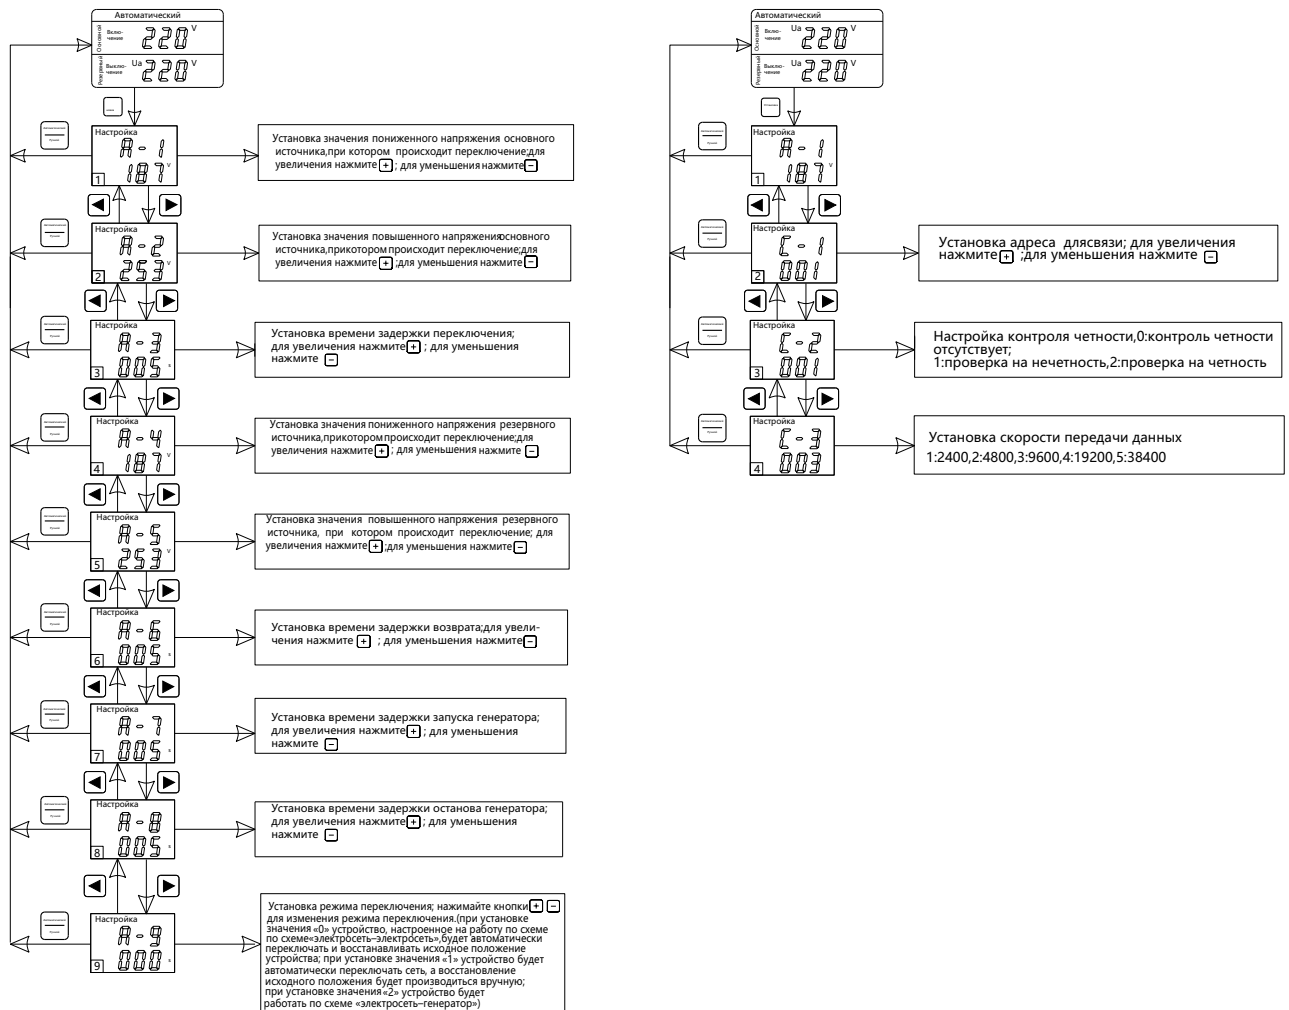 Автоматический
Основной
Вклю-
чение
220 V
Резервный
Выклю-
чение
Ua 220 V
Настройка
A-1
187 V
1
Установка значения пониженного напряжения основного
источника,при котором происходит переключение;для
увеличения нажмите + ; для уменьшения нажмите −
Настройка
A-2
253 V
2
Установка значения повышенного напряжения основного
источника,прикотором происходит переключение;для
увеличения нажмите + ;для уменьшения нажмите −
Настройка
A-3
005 s
3
Установка времени задержки переключения;
для увеличения нажмите + ; для уменьшения
нажмите −
Настройка
A-4
187 V
4
Установка значения пониженного напряжения резервного
источника,прикотором происходит переключение;для
увеличения нажмите + ; для уменьшения нажмите −
Настройка
A-5
253 V
5
Установка значения повышенного напряжения резервного
источника, при котором происходит переключение; для
увеличения нажмите + ;для уменьшения нажмите −
Настройка
A-6
005 s
6
Установка времени задержки возврата;для увели-
чения нажмите + ; для уменьшения нажмите −
Настройка
A-7
005 s
7
Установка времени задержки запуска генератора;
для увеличения нажмите + ; для уменьшения
нажмите −
Настройка
A-8
005 s
8
Установка времени задержки останова генератора;
для увеличения нажмите + ; для уменьшения
нажмите −
Настройка
A-9
000 s
9
Установка режима переключения; нажимайте кнопки + −
для изменения режима переключения.(при установке
значения «0» устройство, настроенное на работу по схеме
по схеме«электросеть–электросеть»,будет автоматически
переключать и восстанавливать исходное положение
устройства; при установке значения «1» устройство будет
автоматически переключать сеть, а восстановление
исходного положения будет производиться вручную;
при установке значения«2» устройство будет
работать по схеме «электросеть–генератор»)
Автоматический
Основной
Вклю-
чение
Ua 220 V
Резервный
Выклю-
чение
Ua 220 V
Настройка
A-1
187 V
1
Настройка
C-1
001
2
Установка адреса длясвязи; для увеличения
нажмите + ;для уменьшения нажмите −
Настройка
C-2
001
3
Настройка контроля четности,0:контроль четности
отсутствует;
1:проверка на нечетность,2:проверка на четность
Настройка
C-3
003
4
Установка скорости передачи данных
1:2400,2:4800,3:9600,4:19200,5:38400